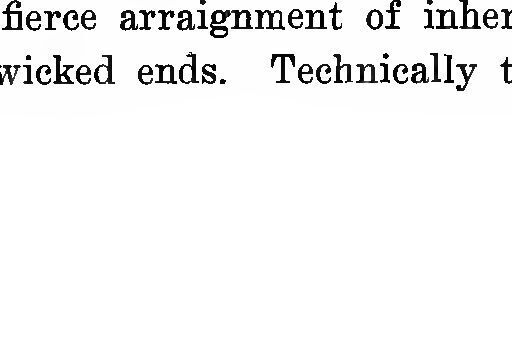 fierce arraignment of inher
wicked ends. Technically t